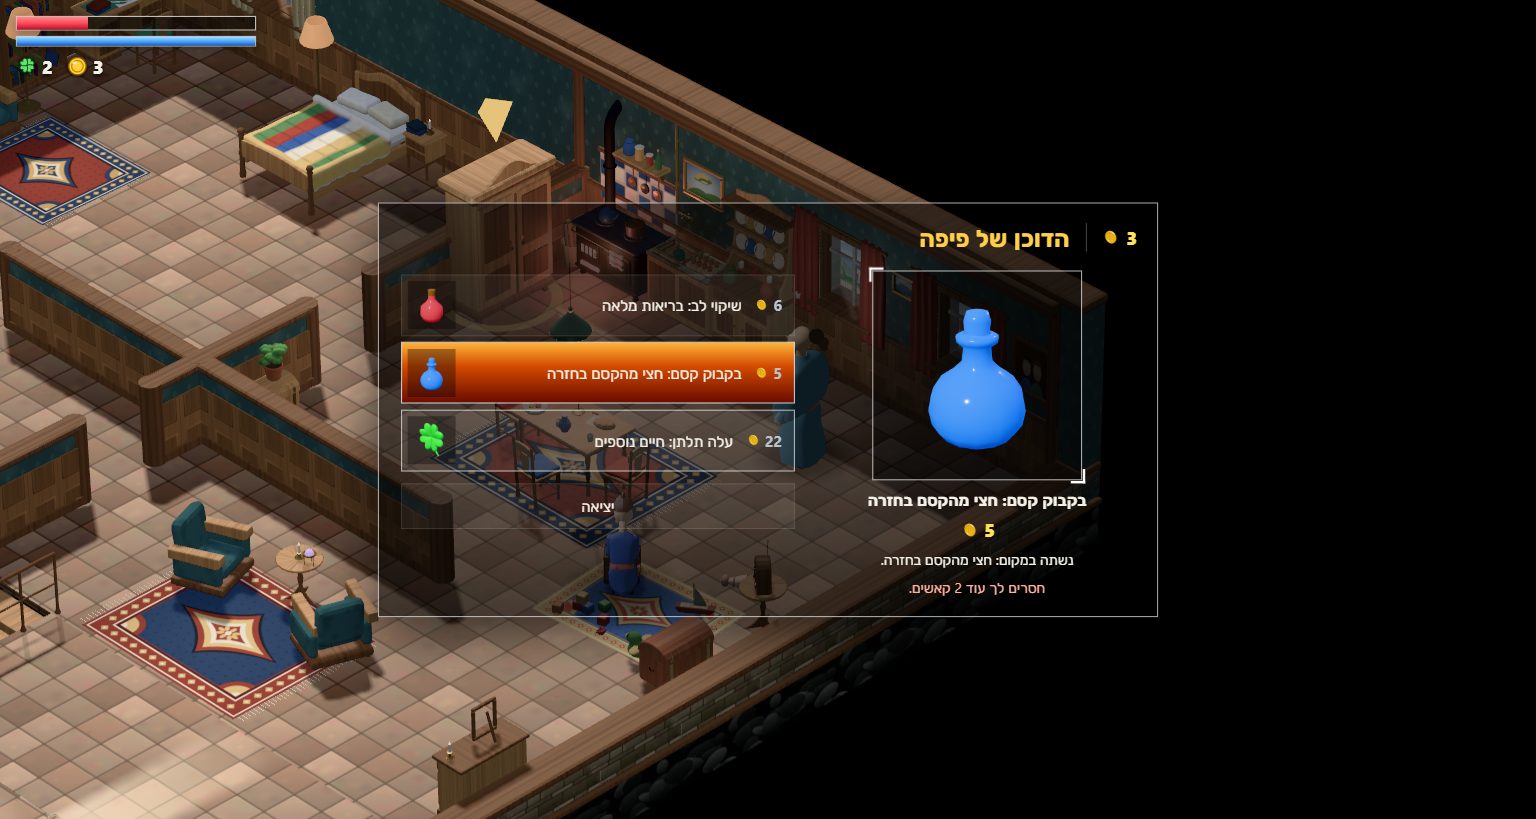 2 3
הדוכן של פיפה 3
שיקוי לב: בריאות מלאה 6
בקבוק קסם: חצי מהקסם בחזרה 5
עלה תלתן: חיים נוספים 22
יציאה
בקבוק קסם: חצי מהקסם בחזרה
5
נשתה במקום: חצי מהקסם בחזרה.
חסרים לך עוד 2 קאשים.